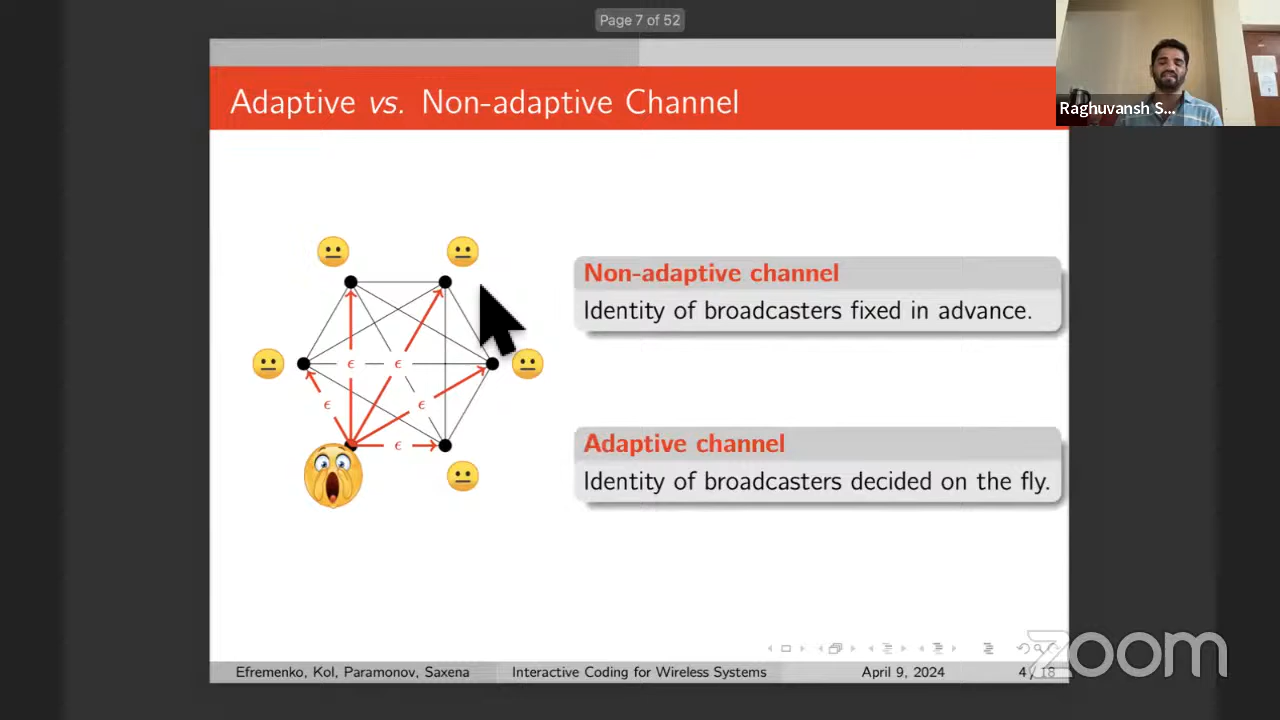 Page 7 of 52
Raghuvansh S...
Adaptive vs. Non-adaptive Channel
Non-adaptive channel
Identity of broadcasters fixed in advance.
ϵ ϵ
ϵ ϵ
ϵ
Adaptive channel
Identity of broadcasters decided on the fly.
Efremenko, Kol, Paramonov, Saxena Interactive Coding for Wireless Systems April 9, 2024 4 / 18
zoom